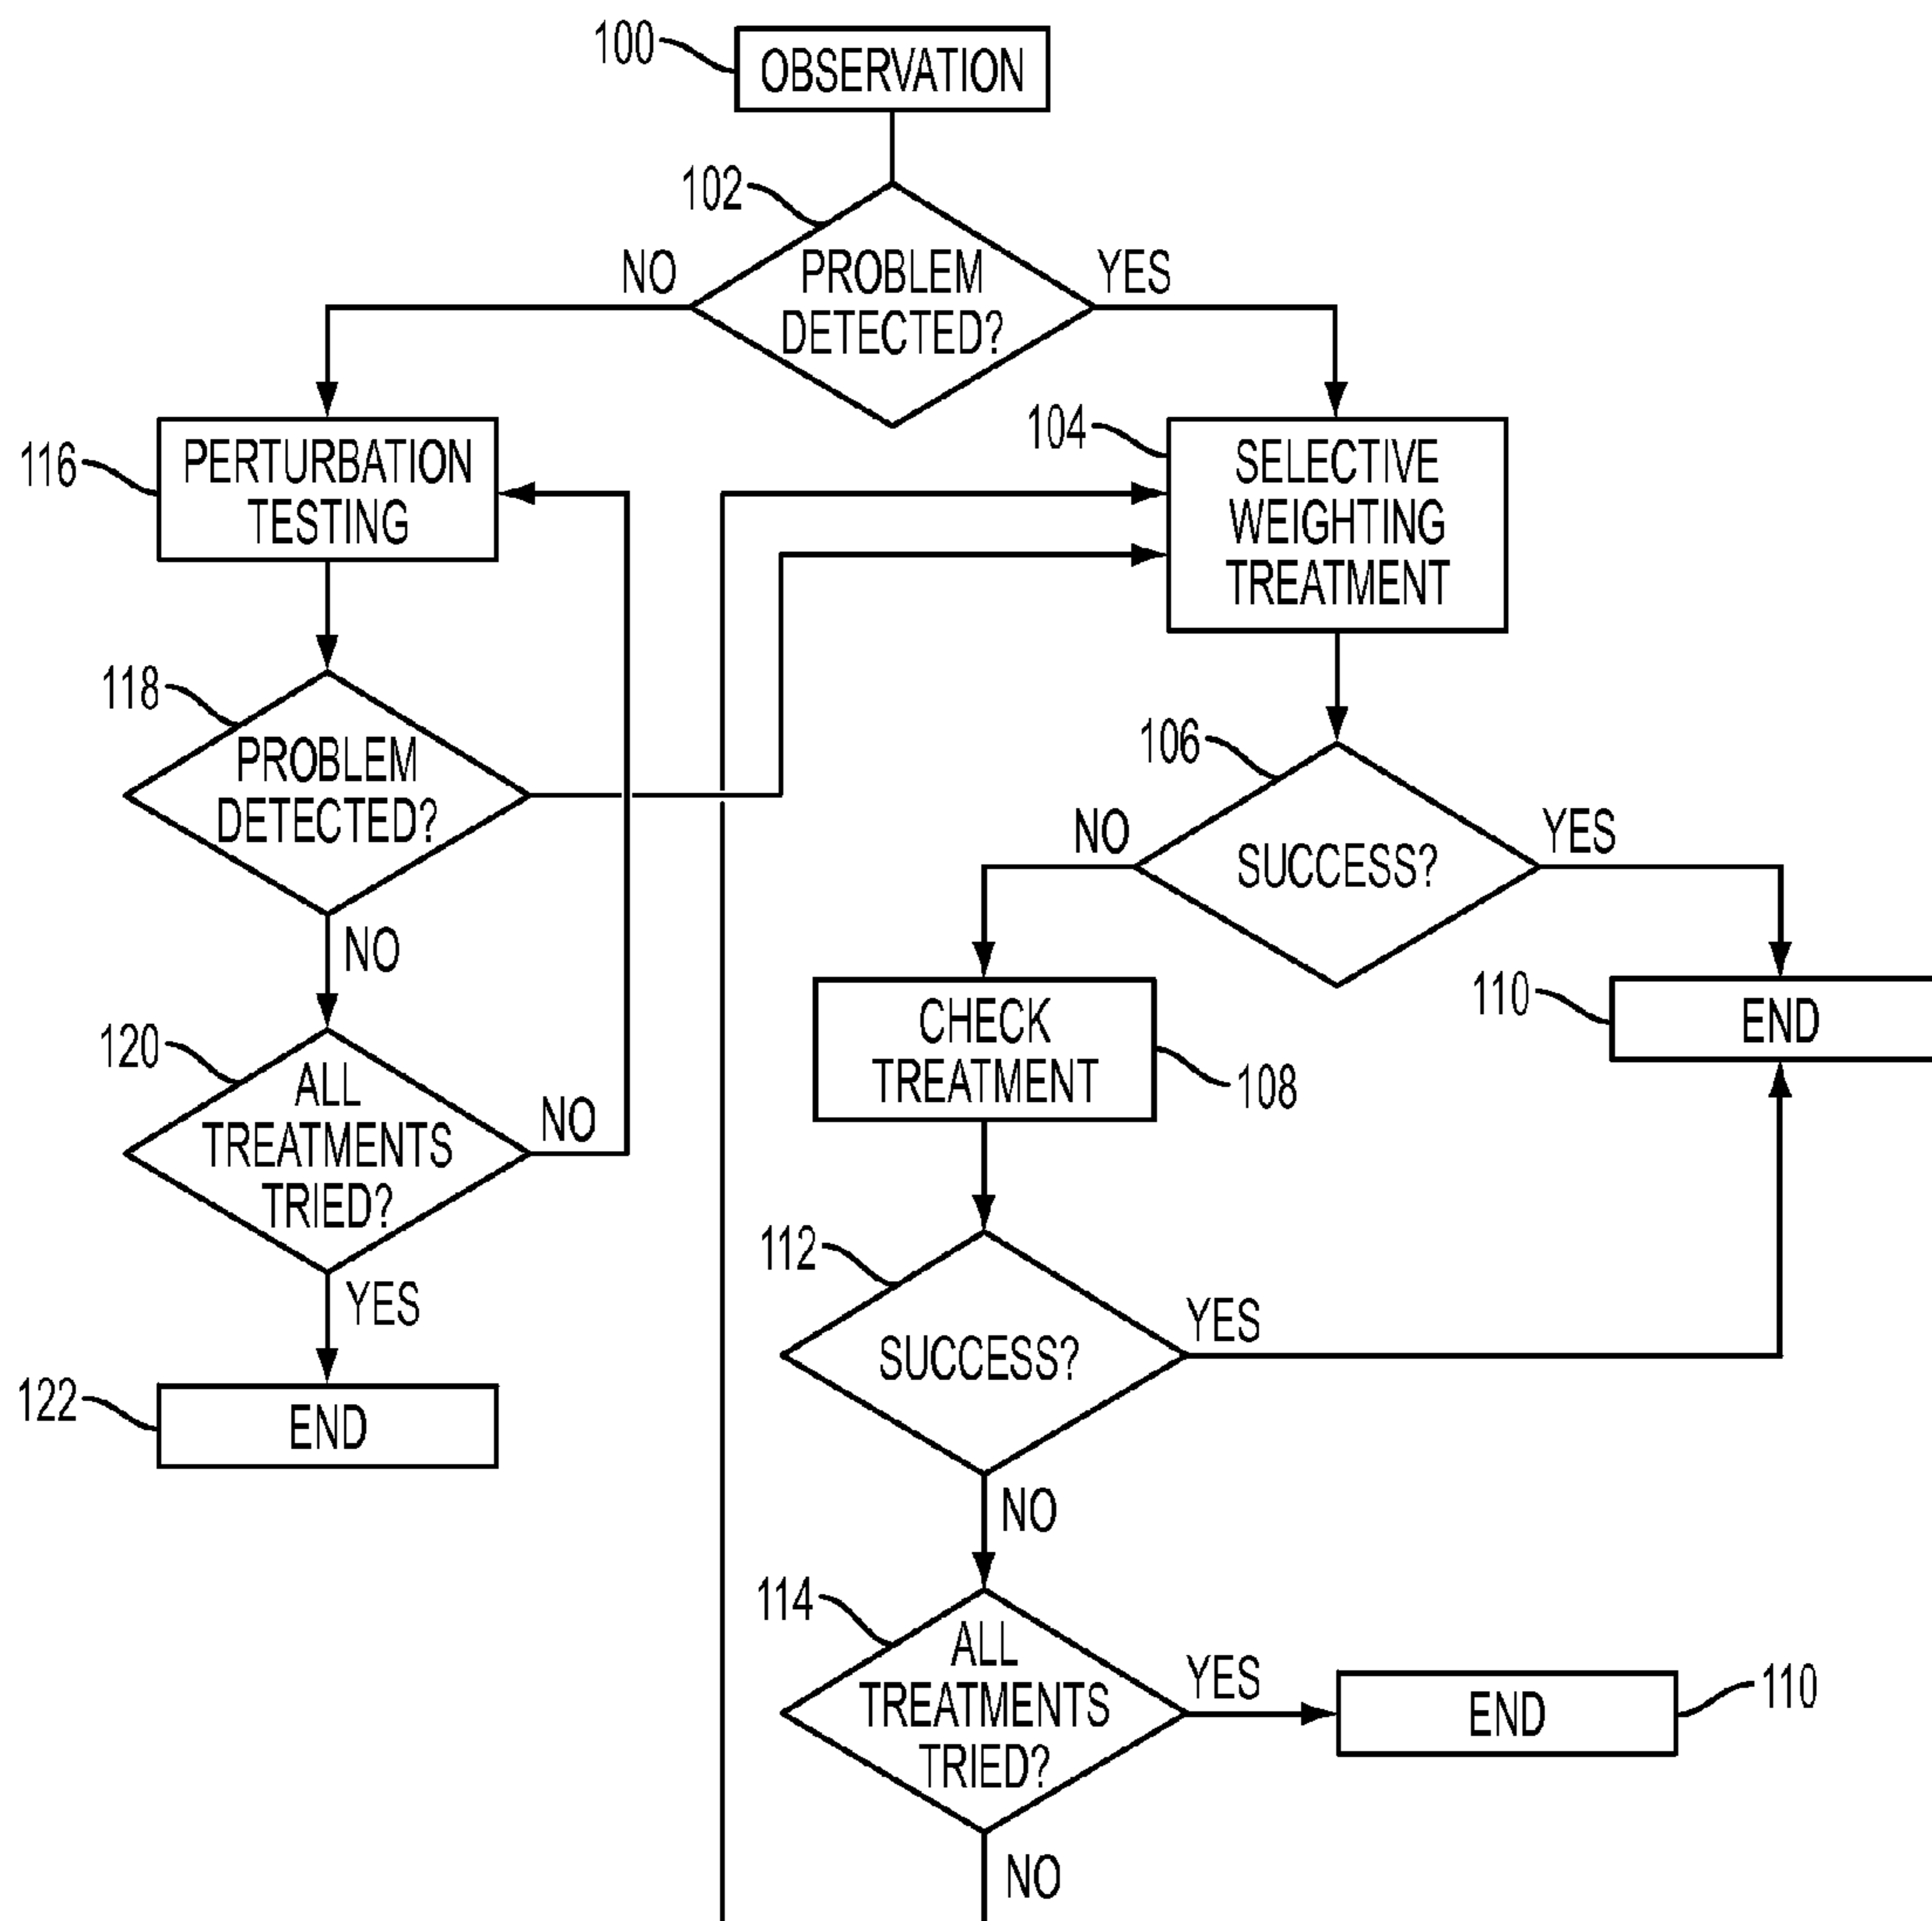 100
OBSERVATION
102
NO
PROBLEM
DETECTED?
YES
116
PERTURBATION
TESTING
104
SELECTIVE
WEIGHTING
TREATMENT
118
PROBLEM
DETECTED?
106
NO
SUCCESS?
YES
NO
CHECK
TREATMENT
108
110
END
120
ALL
TREATMENTS
TRIED?
NO
YES
112
SUCCESS?
YES
122
END
NO
114
ALL
TREATMENTS
TRIED?
YES
END
110
NO